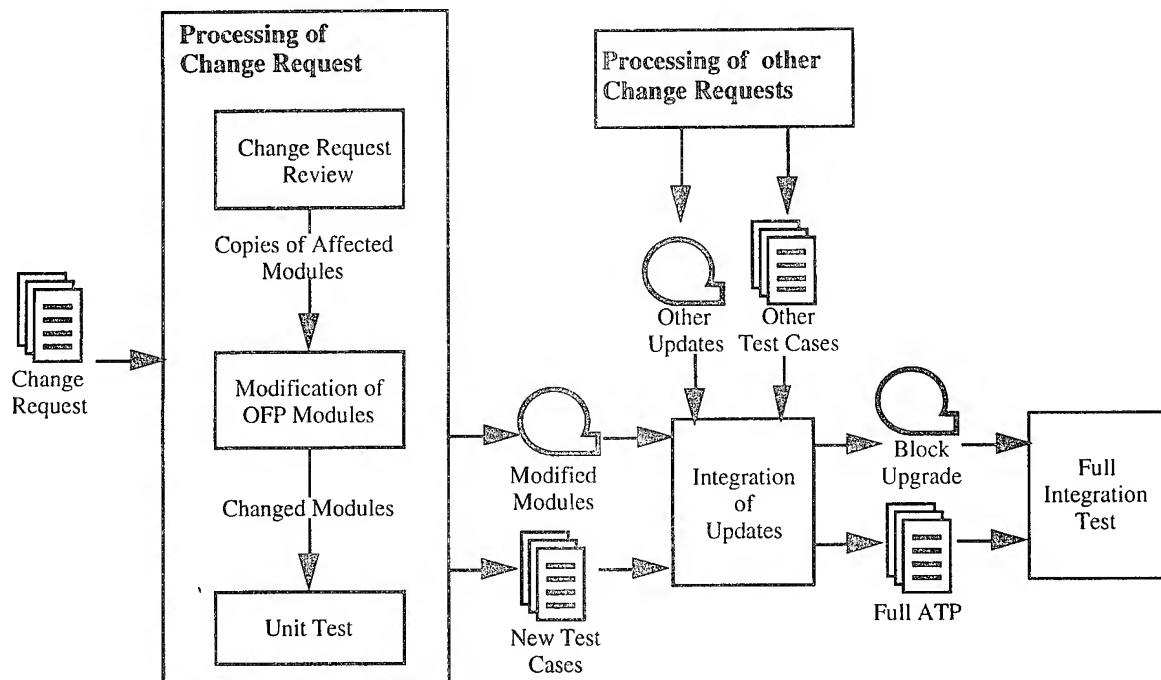 Processing of
Change Request
Change Request
Review
Copies of Affected
Modules
Modification of
OFP Modules
Changed Modules
Unit Test
Change
Request
Processing of other
Change Requests
Other
Updates
Other
Test Cases
Modified
Modules
New Test
Cases
Integration
of
Updates
Block
Upgrade
Full ATP
Full
Integration
Test